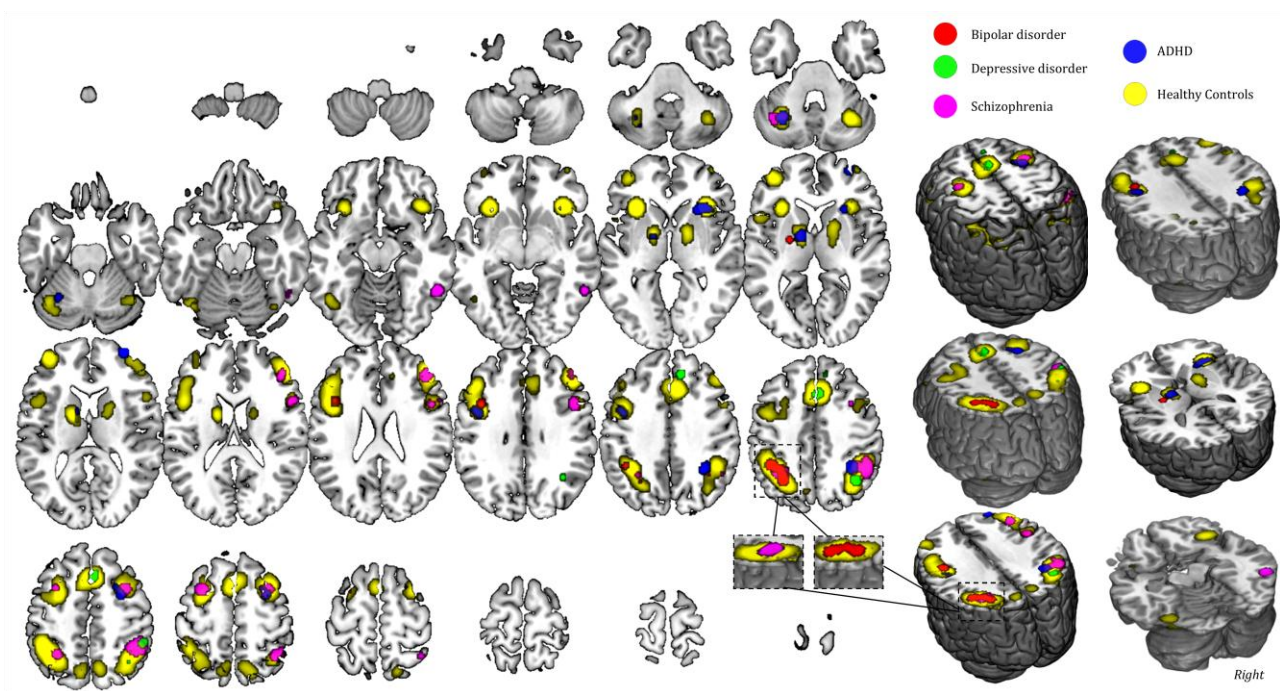 Bipolar disorder
Depressive disorder
Schizophrenia
ADHD
Healthy Controls
Right